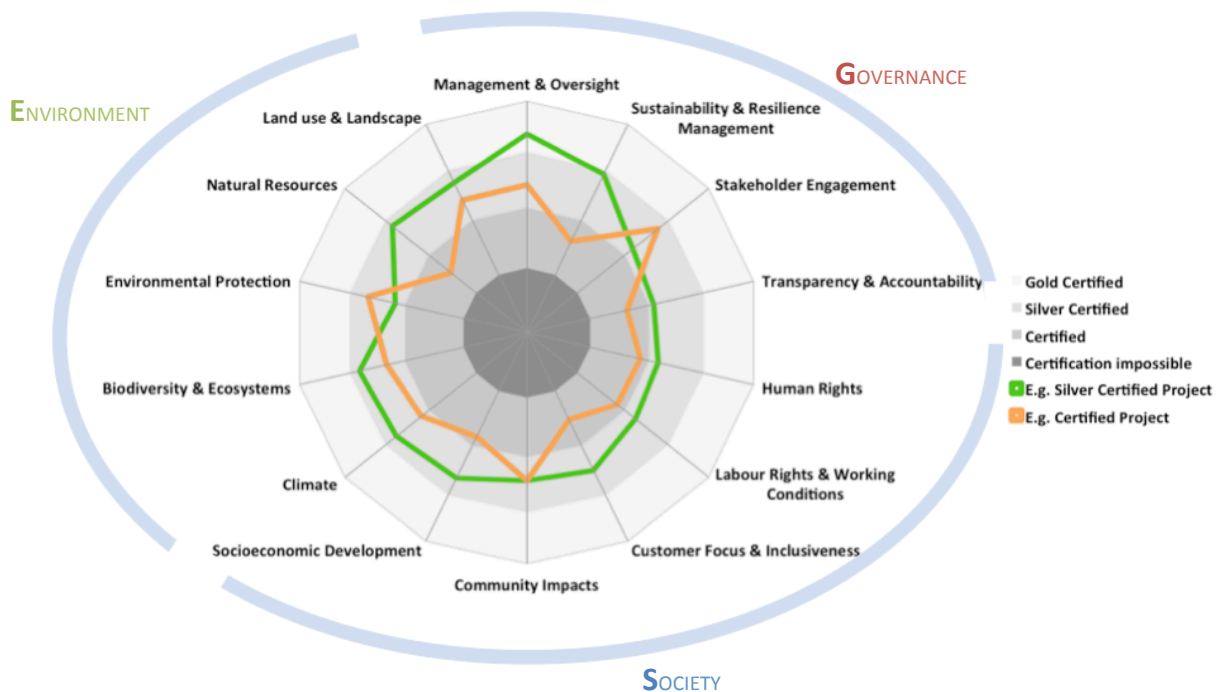 ENVIRONMENT
GOVERNANCE
Management & Oversight
Sustainability & Resilience
Management
Stakeholder Engagement
Transparency & Accountability
Human Rights
Labour Rights & Working
Conditions
Customer Focus & Inclusiveness
Community Impacts
Socioeconomic Development
Climate
Biodiversity & Ecosystems
Environmental Protection
Natural Resources
Land use & Landscape
Gold Certified
Silver Certified
Certified
Certification impossible
E.g. Silver Certified Project
E.g. Certified Project
SOCIETY